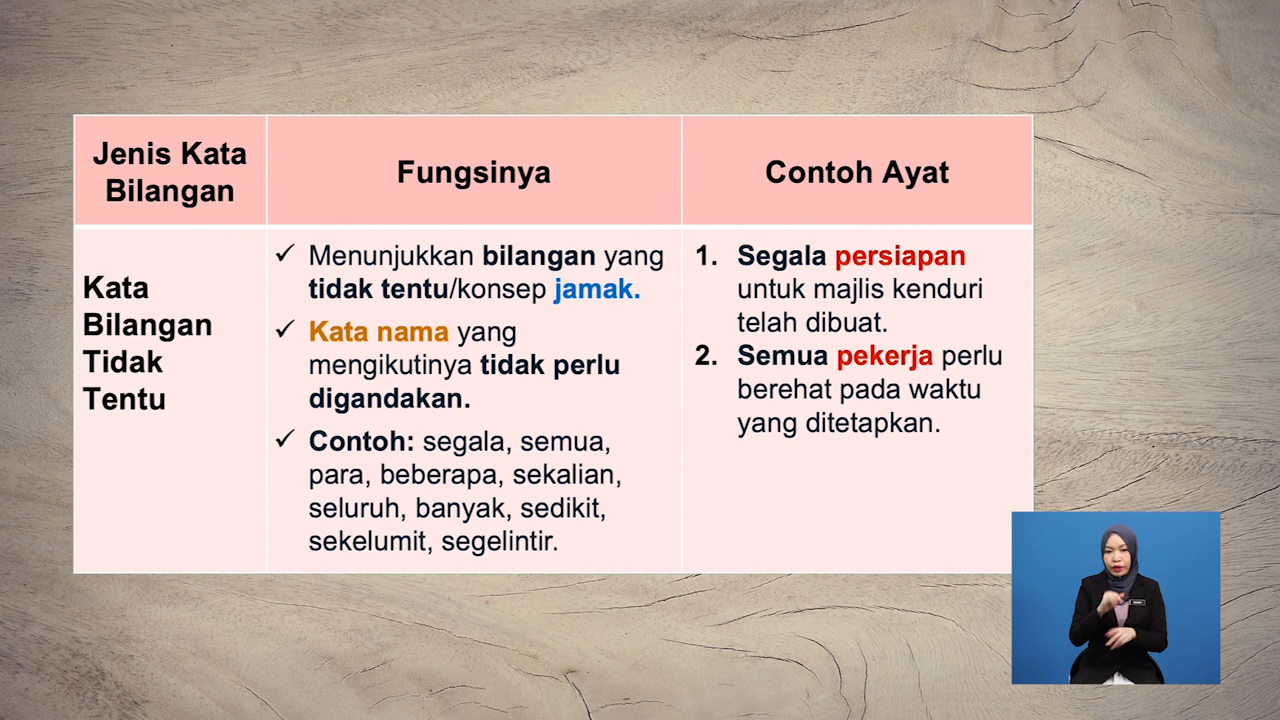 Jenis Kata
Bilangan
Fungsinya
Contoh Ayat
Kata
Bilangan
Tidak
Tentu
✓ Menunjukkan bilangan yang
tidak tentu/konsep jamak.
✓ Kata nama yang
mengikutinya tidak perlu
digandakan.
✓ Contoh: segala, semua,
para, beberapa, sekalian,
seluruh, banyak, sedikit,
sekelumit, segelintir.
1. Segala persiapan
untuk majlis kenduri
telah dibuat.
2. Semua pekerja perlu
berehat pada waktu
yang ditetapkan.